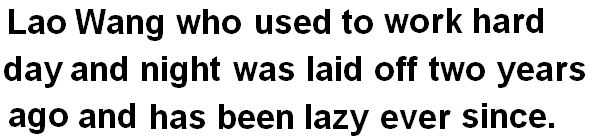 Lao Wang who used to work hard
day and night was laid off two years
ago and has been lazy ever since.